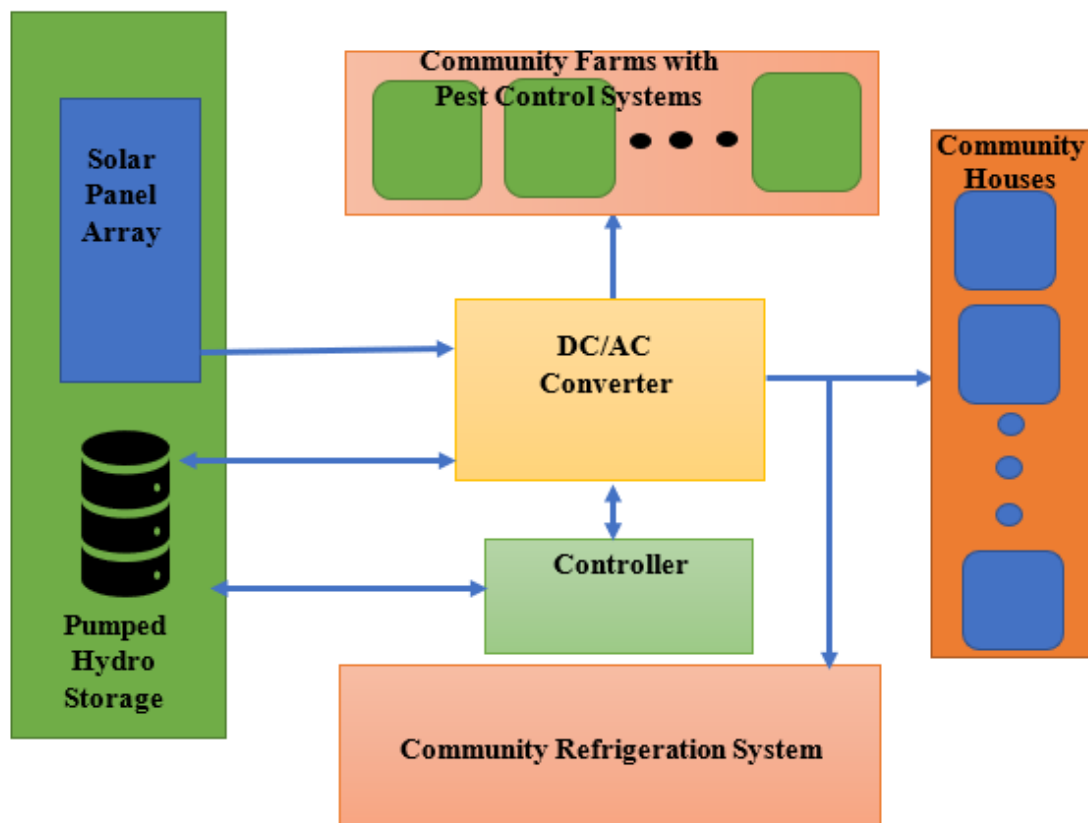 Community Farms with
Pest Control Systems
Solar
Panel
Array
Community
Houses
DC/AC
Converter
Controller
Pumped
Hydro
Storage
Community Refrigeration System